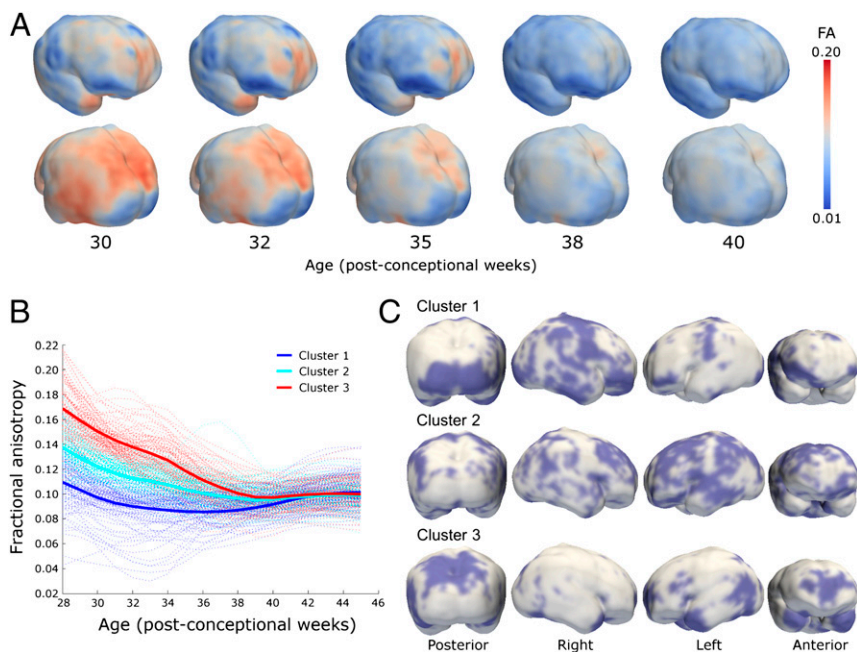 A
FA
0.20
0.01
30 32 35 38 40
Age (post-conceptional weeks)
B
Cluster 1
Cluster 2
Cluster 3
0.22
0.20
0.18
0.16
0.14
0.12
0.10
0.08
0.06
0.04
0.02
Fractional anisotropy
28 30 32 34 36 38 40 42 44 46
Age (post-conceptional weeks)
C
Cluster 1
Cluster 2
Cluster 3
Posterior Right Left Anterior